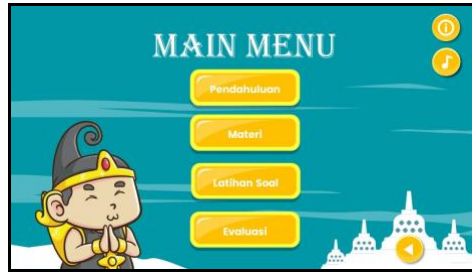 MAIN MENU
Pendahuluan
Materi
Latihan Soal
Evaluasi